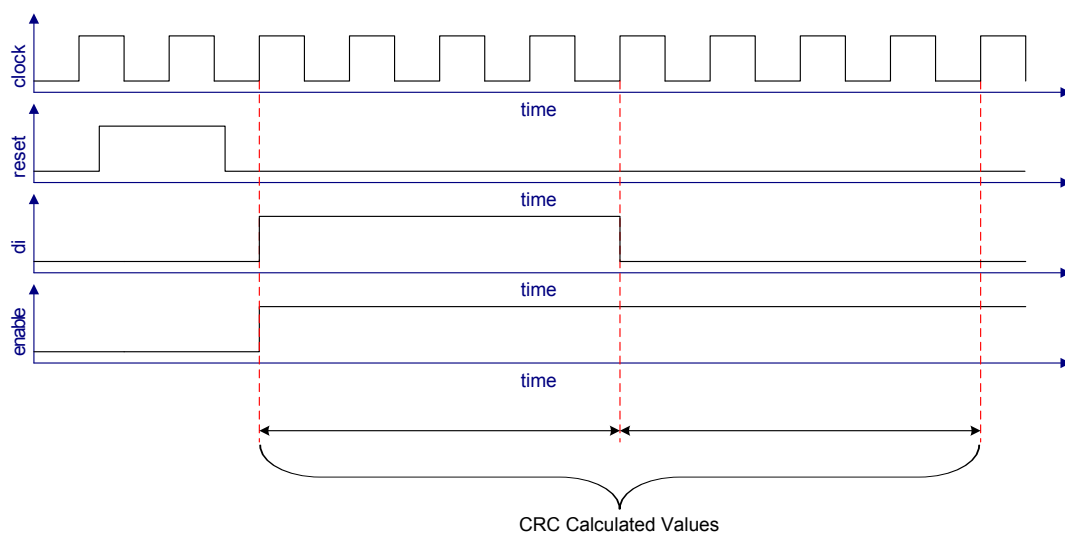 clock
time
reset
time
di
time
enable
time
CRC Calculated Values